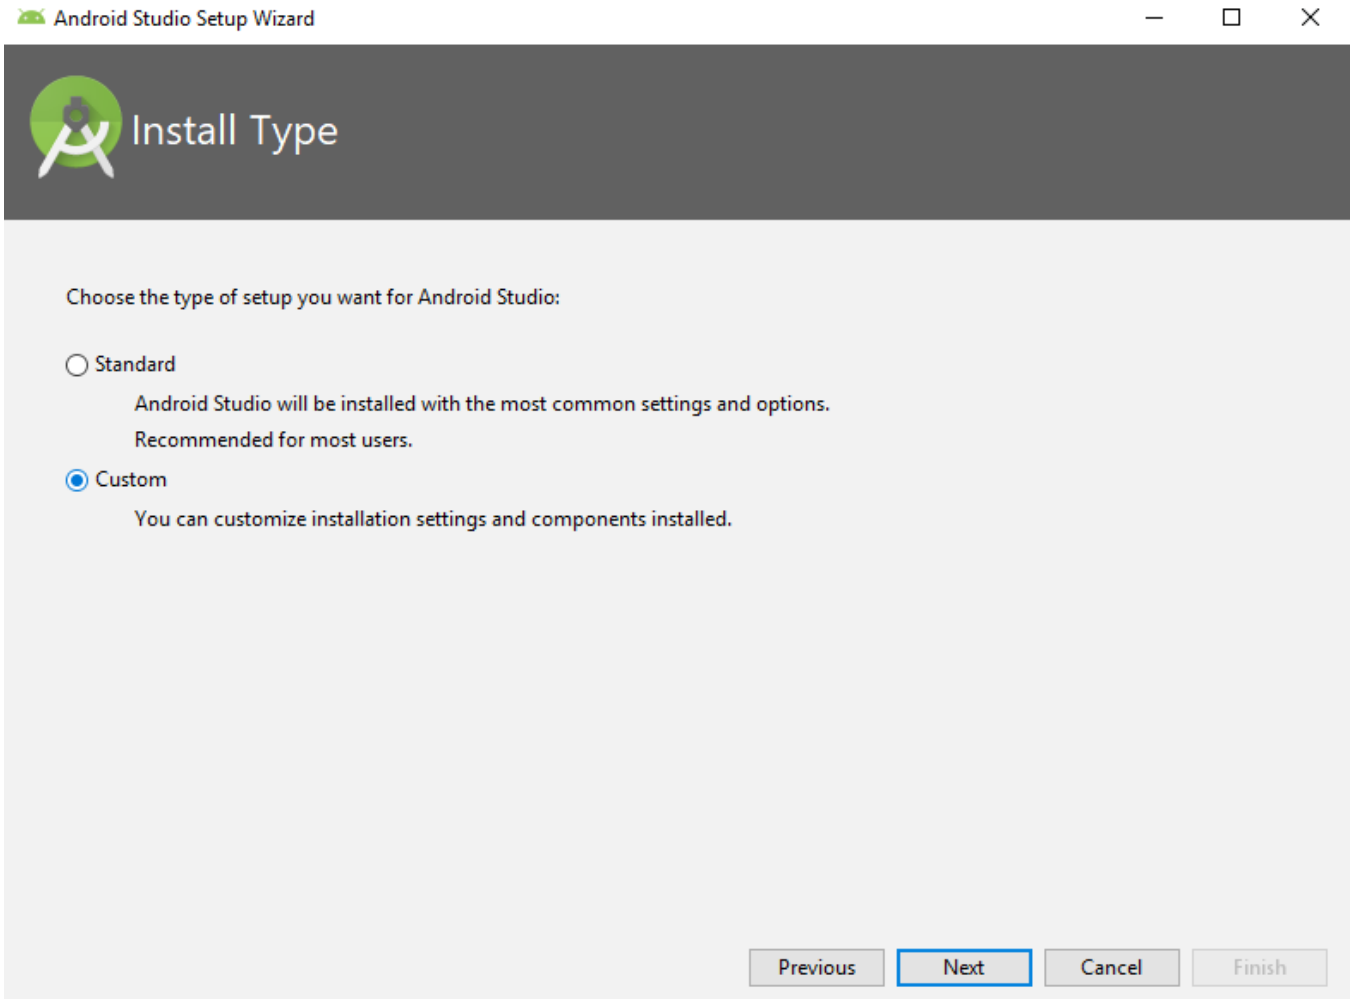 Android Studio Setup Wizard
Install Type
Choose the type of setup you want for Android Studio:
Standard
Android Studio will be installed with the most common settings and options.
Recommended for most users.
Custom
You can customize installation settings and components installed.
Previous Next Cancel Finish